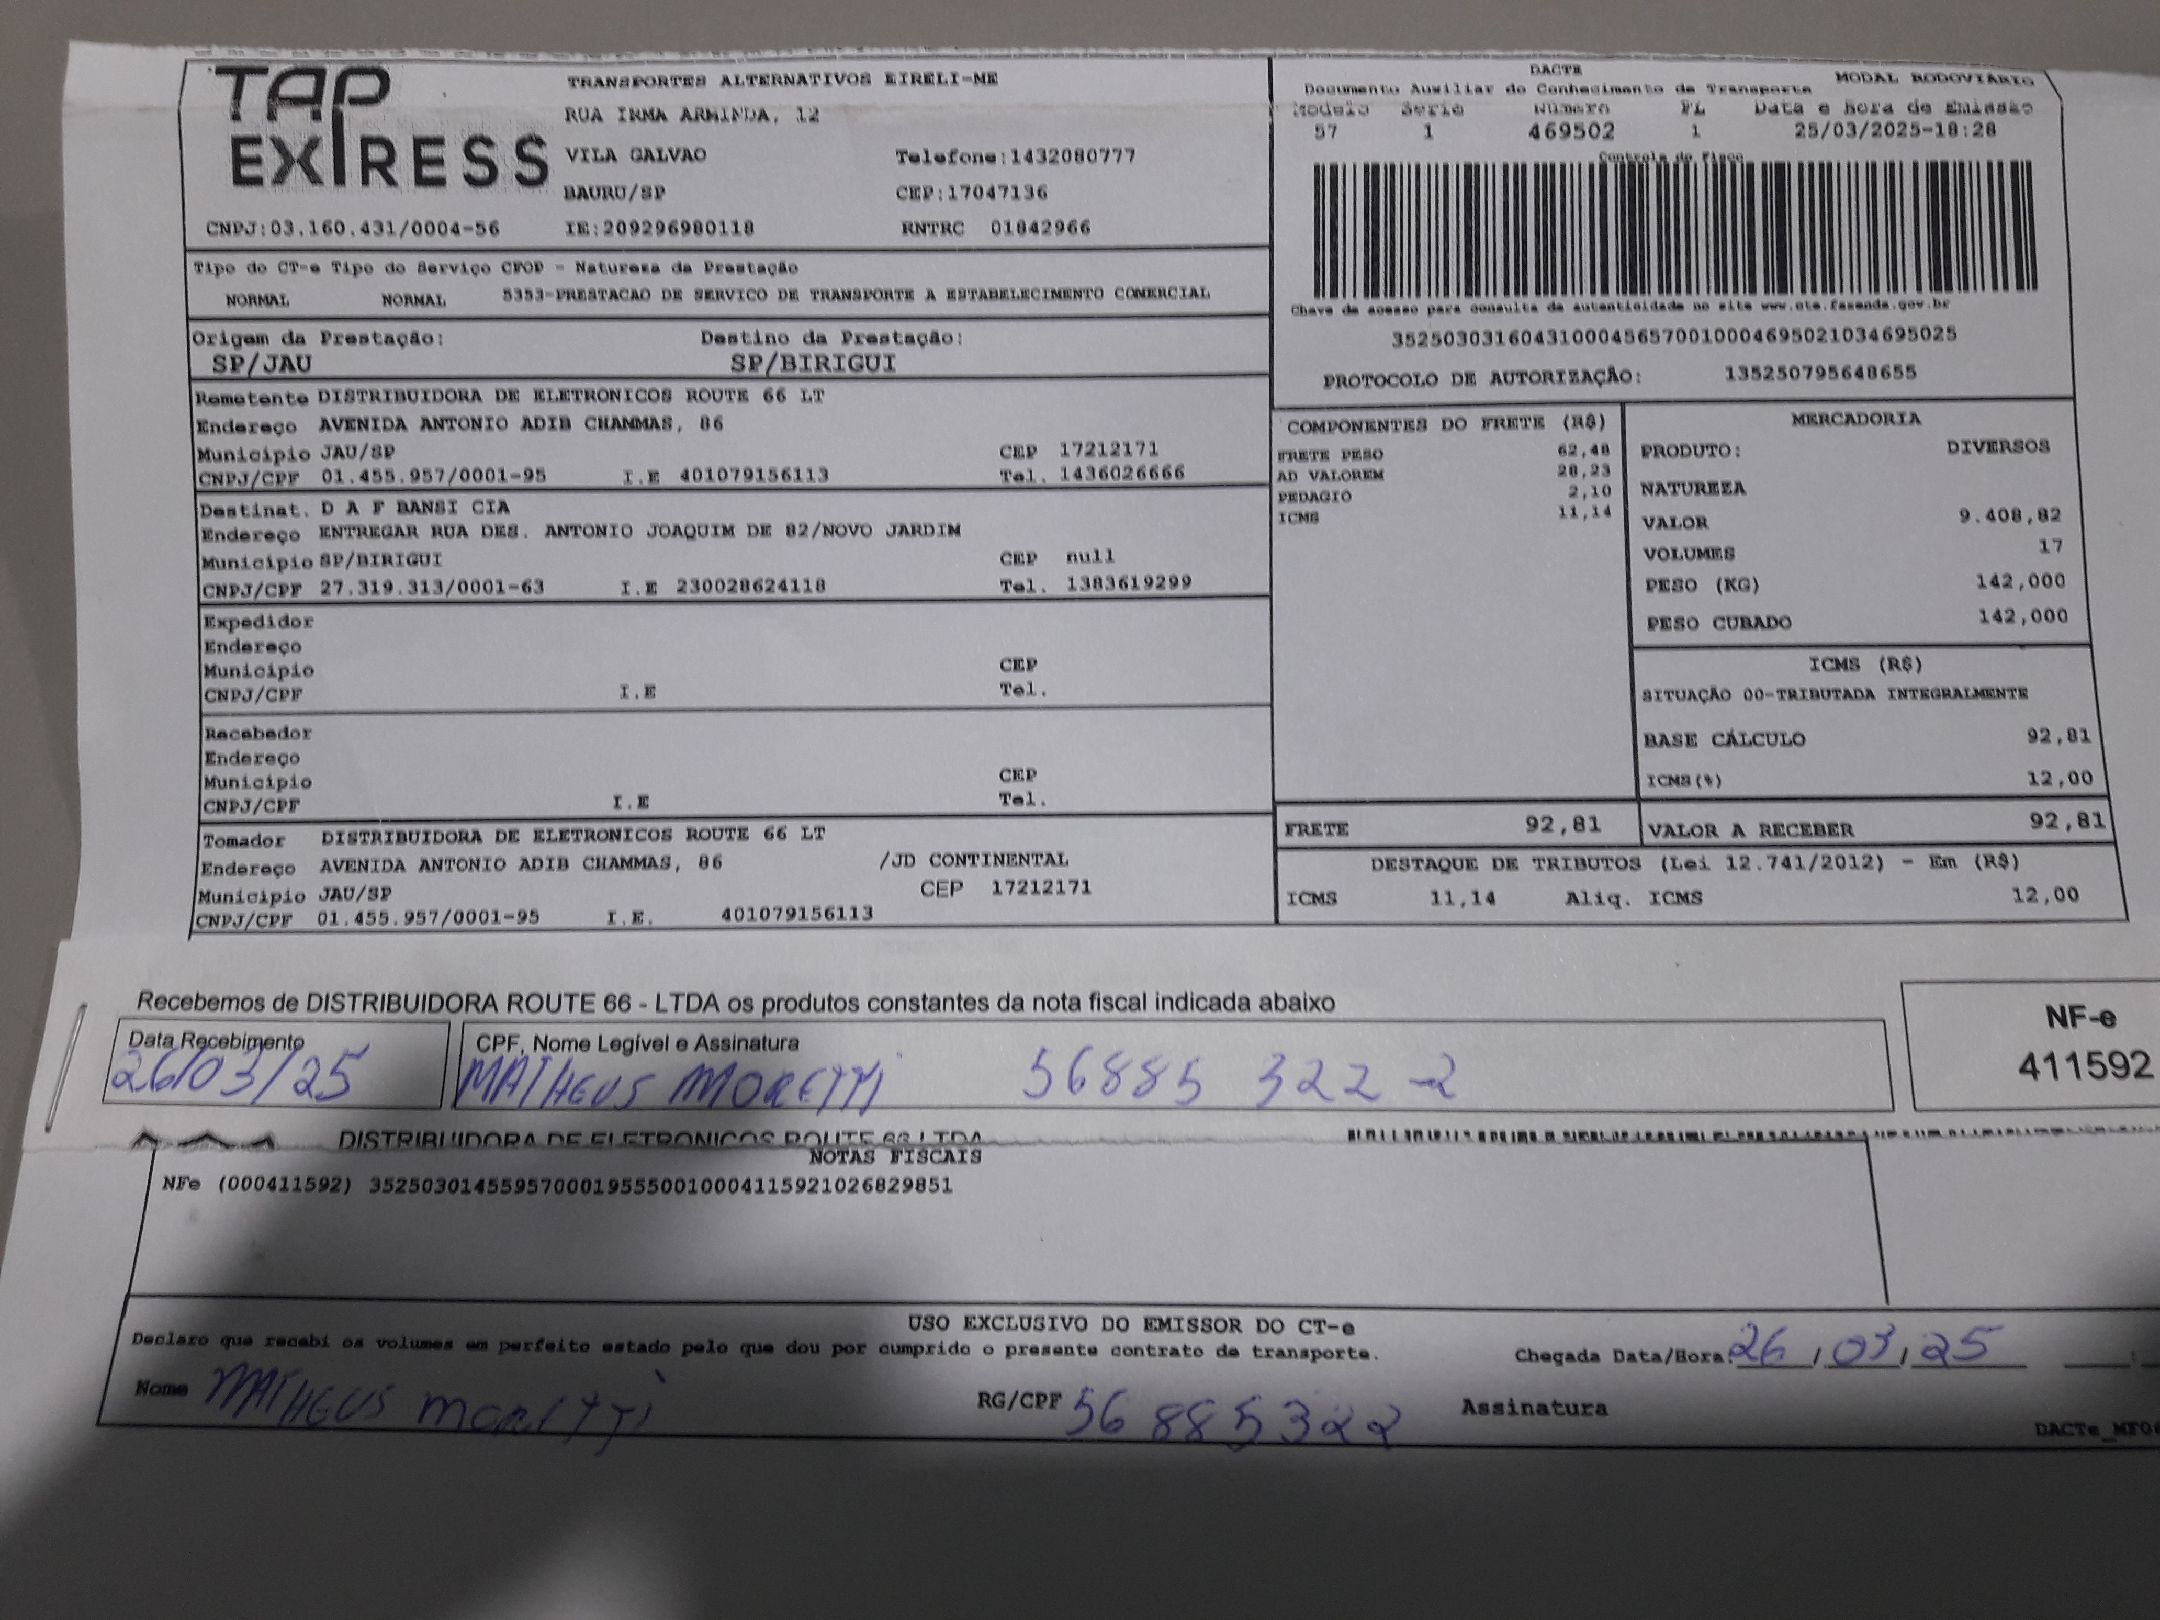 TAP EXPRESS
TRANSPORTES ALTERNATIVOS EIRELI-ME
RUA IRMA ARMINDA, 12
VILA GALVAO Telefone:1432080777
BAURU/SP CEP:17047136
CNPJ:03.160.431/0004-56 IE:209296980118 RNTRC 01842966
DACTE MODAL RODOVIÁRIO
Documento Auxiliar do Conhecimento de Transporte
Modelo Serie Número FL Data e hora de Emissão
57 1 469502 1 25/03/2025-18:28
Controle do Fisco
Chave de acesso para consulta de autenticidade no site www.cte.fazenda.gov.br
35250303160431000456570010004695021034695025
PROTOCOLO DE AUTORIZAÇÃO: 135250795648655
Tipo do CT-e Tipo do Serviço CFOP - Natureza da Prestação
NORMAL NORMAL 5353-PRESTACAO DE SERVICO DE TRANSPORTE A ESTABELECIMENTO COMERCIAL
Origem da Prestação: Destino da Prestação:
SP/JAU SP/BIRIGUI
Remetente DISTRIBUIDORA DE ELETRONICOS ROUTE 66 LT
Endereço AVENIDA ANTONIO ADIB CHAMMAS, 86
Municipio JAU/SP CEP 17212171
CNPJ/CPF 01.455.957/0001-95 I.E 401079156113 Tel. 1436026666
Destinat. D A F BANSI CIA
Endereço ENTREGAR RUA DES. ANTONIO JOAQUIM DE 82/NOVO JARDIM
Municipio SP/BIRIGUI CEP null
CNPJ/CPF 27.319.313/0001-63 I.E 230028624118 Tel. 1383619299
Expedidor
Endereço
Municipio CEP
CNPJ/CPF I.E Tel.
Recebedor
Endereço
Municipio CEP
CNPJ/CPF I.E Tel.
Tomador DISTRIBUIDORA DE ELETRONICOS ROUTE 66 LT
Endereço AVENIDA ANTONIO ADIB CHAMMAS, 86 /JD CONTINENTAL
Municipio JAU/SP CEP 17212171
CNPJ/CPF 01.455.957/0001-95 I.E. 401079156113
COMPONENTES DO FRETE (R$)
FRETE PESO 62,48
AD VALOREM 28,23
PEDAGIO 2,10
ICMS 11,14
MERCADORIA
PRODUTO: DIVERSOS
NATUREZA
VALOR 9.408,82
VOLUMES 17
PESO (KG) 142,000
PESO CUBADO 142,000
ICMS (R$)
SITUAÇÃO 00-TRIBUTADA INTEGRALMENTE
BASE CÁLCULO 92,81
ICMS(%) 12,00
FRETE 92,81 VALOR A RECEBER 92,81
DESTAQUE DE TRIBUTOS (Lei 12.741/2012) - Em (R$)
ICMS 11,14 Aliq. ICMS 12,00
Recebemos de DISTRIBUIDORA ROUTE 66 - LTDA os produtos constantes da nota fiscal indicada abaixo
Data Recebimento CPF, Nome Legível e Assinatura
26/03/25 MATHEUS MORETTI 56885 322-2
NF-e
411592
DISTRIBUIDORA DE ELETRONICOS ROUTE 66 LTDA
NOTAS FISCAIS
NFe (000411592) 35250301455957000195550010004115921026829851
USO EXCLUSIVO DO EMISSOR DO CT-e
Declaro que recebi os volumes em perfeito estado pelo que dou por cumprido o presente contrato de transporte. Chegada Data/Hora: 26/03/25
Nome MATHEUS MORETTI RG/CPF 56885322 Assinatura